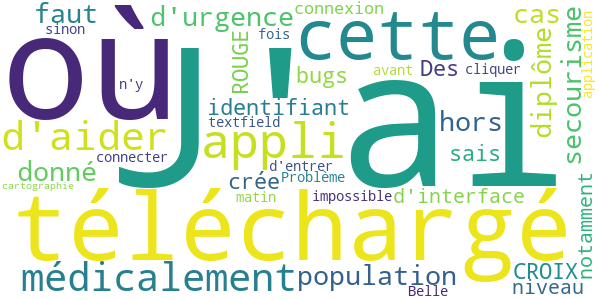 faut
sinon
où
n'y
d'urgence
ROUGE
fois
connexion
cette
cas
diplôme
secourisme
application
J'ai
bugs
avant
Des
cliquer
identifiant
textfield
hors
d'aider
connecter
appli
sais
donné
d'entrer
crée
Problème
cartographie
matin
impossible
d'interface
notamment
téléchargé
médicalement
population
Belle
CROIX
niveau